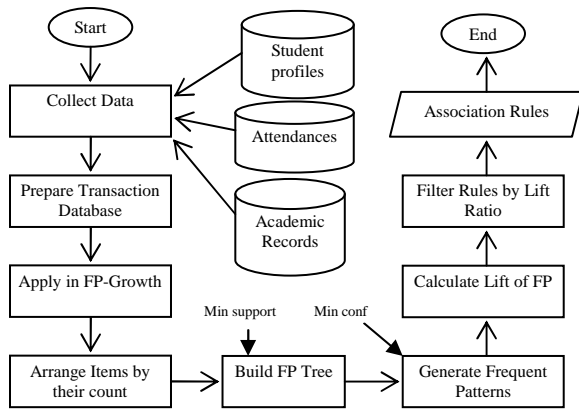 Start
Collect Data
Student
profiles
Attendances
Academic
Records
Prepare Transaction
Database
Apply in FP-Growth
Arrange Items by
their count
Min support
Build FP Tree
Min conf
Generate Frequent
Patterns
Calculate Lift of FP
Filter Rules by Lift
Ratio
Association Rules
End